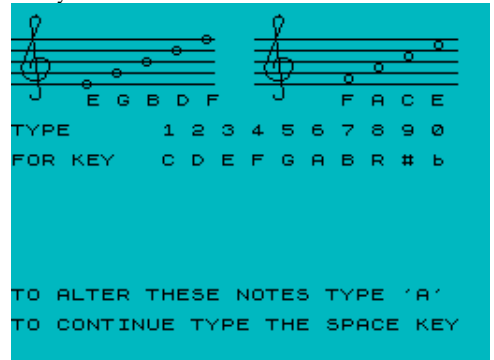 E G B D F F A C E
TYPE 1 2 3 4 5 6 7 8 9 0
FOR KEY C D E F G A B R # b
TO ALTER THESE NOTES TYPE 'A'
TO CONTINUE TYPE THE SPACE KEY